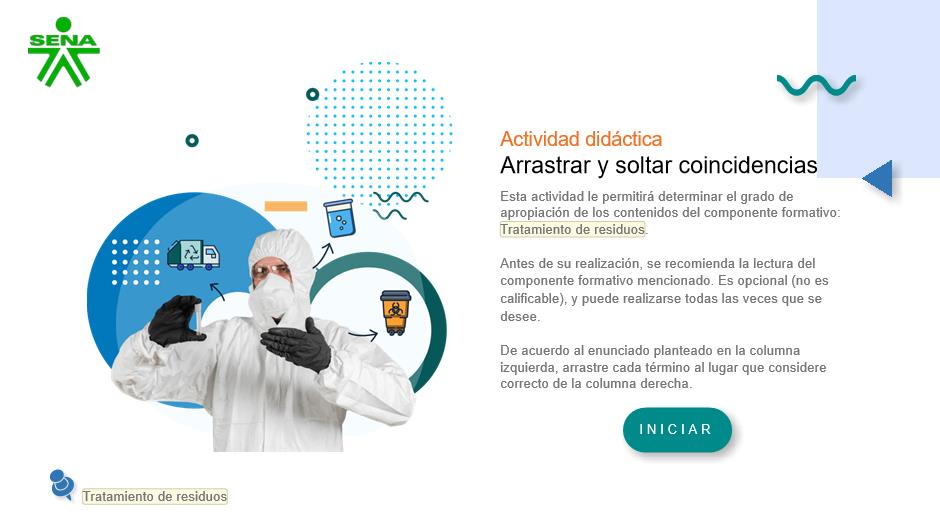 SENA
Actividad didáctica
Arrastrar y soltar coincidencias
Esta actividad le permitirá determinar el grado de
apropiación de los contenidos del componente formativo:
Tratamiento de residuos.
Antes de su realización, se recomienda la lectura del
componente formativo mencionado. Es opcional (no es
calificable), y puede realizarse todas las veces que se
desee.
De acuerdo al enunciado planteado en la columna
izquierda, arrastre cada término al lugar que considere
correcto de la columna derecha.
INICIAR
Tratamiento de residuos